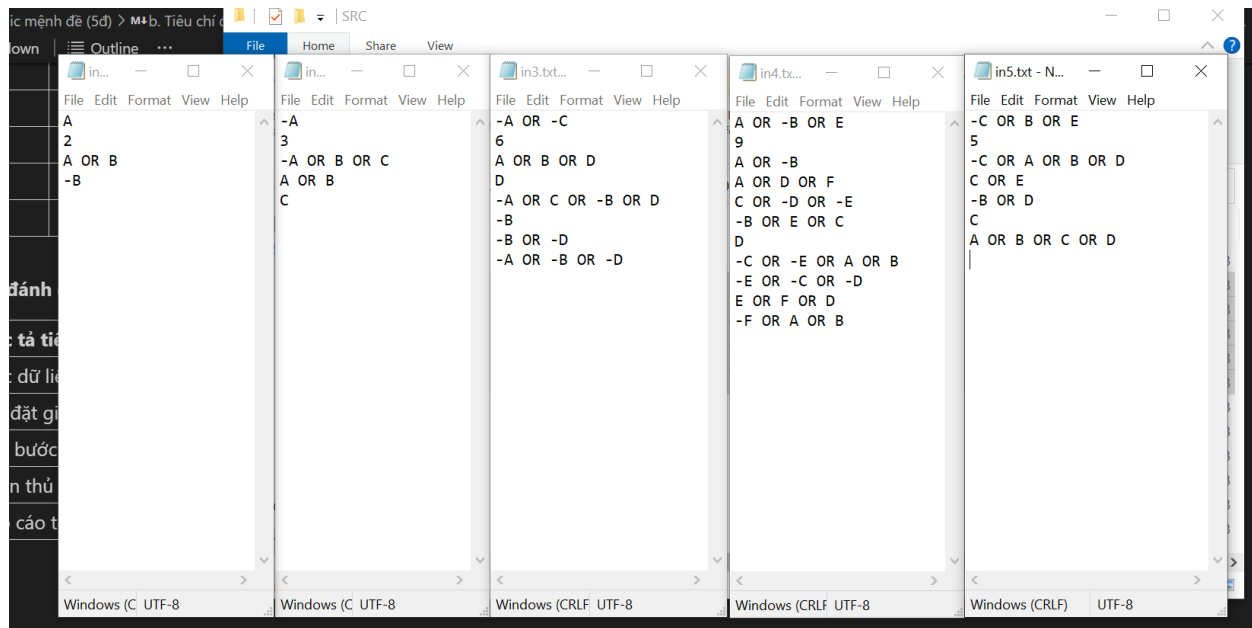 ic mệnh đề (5đ) > M↓b. Tiêu chí
SRC
down Outline ...
File Home Share View
in...
File Edit Format View Help
A
2
A OR B
-B
Windows (C UTF-8
in...
File Edit Format View Help
-A
3
-A OR B OR C
A OR B
C
Windows (C UTF-8
in3.txt...
File Edit Format View Help
-A OR -C
6
A OR B OR D
D
-A OR C OR -B OR D
-B
-B OR -D
-A OR -B OR -D
Windows (CRLF UTF-8
in4.tx...
File Edit Format View Help
A OR -B OR E
9
A OR -B
A OR D OR F
C OR -D OR -E
-B OR E OR C
D
-C OR -E OR A OR B
-E OR -C OR -D
E OR F OR D
-F OR A OR B
Windows (CRLF UTF-8
in5.txt - N...
File Edit Format View Help
-C OR B OR E
5
-C OR A OR B OR D
C OR E
-B OR D
C
A OR B OR C OR D
Windows (CRLF) UTF-8
đánh
tả tiê
dữ liệ
đặt gi
bước
n thủ
cáo t